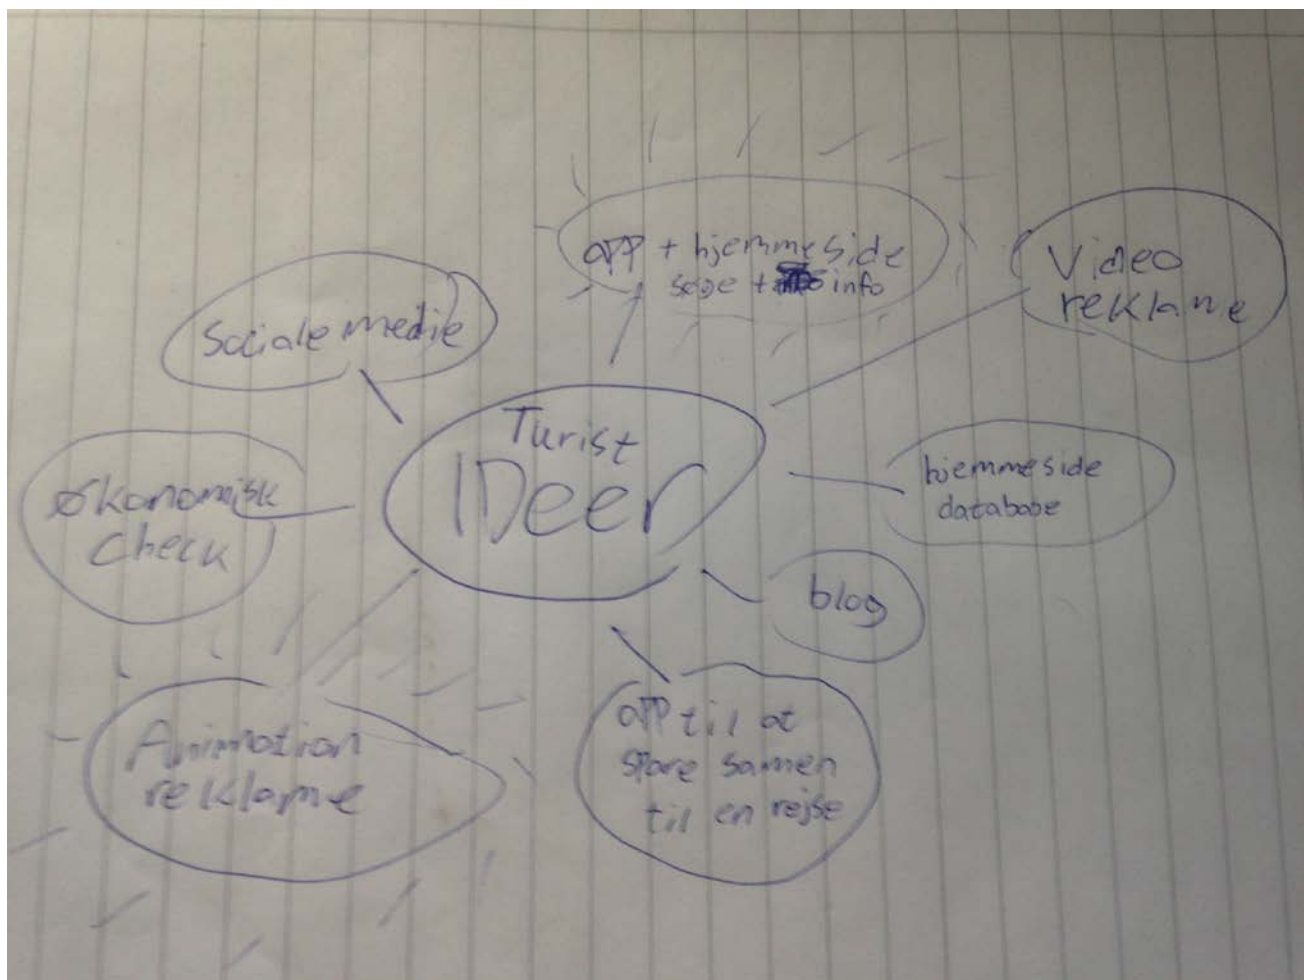 APP + hjemmeside
søge + info
Video
reklame
Sociale medie
Turist
IDeer
hjemmeside
database
økonomisk
check
blog
Animation
reklame
APP til at
spare samen
til en rejse